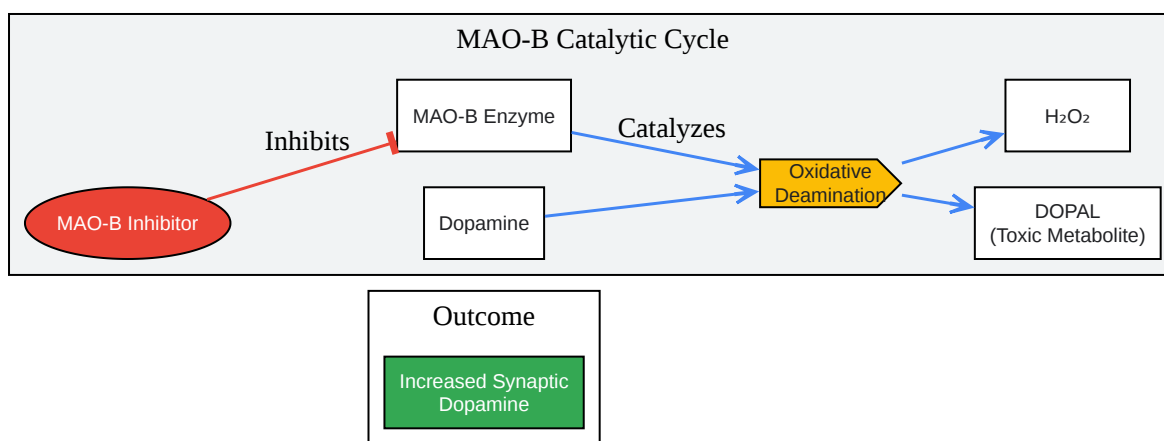 MAO-B Catalytic Cycle
MAO-B Enzyme
H₂O₂
Inhibits
Catalyzes
Oxidative
Deamination
MAO-B Inhibitor
Dopamine
DOPAL
(Toxic Metabolite)
Outcome
Increased Synaptic
Dopamine